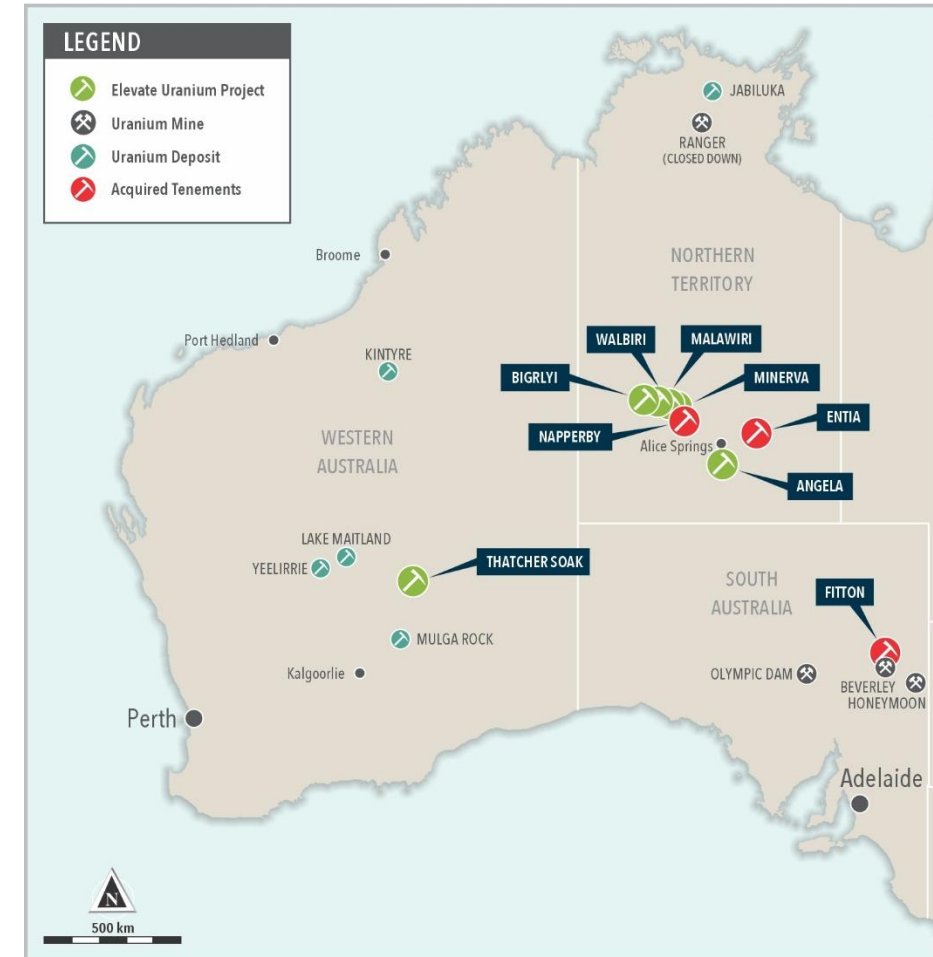 LEGEND
Elevate Uranium Project
Uranium Mine
Uranium Deposit
Acquired Tenements
JABILUKA
RANGER
(CLOSED DOWN)
Broome
NORTHERN
TERRITORY
Port Hedland
KINTYRE
WALBIRI
MALAWIRI
BIGRLYI
MINERVA
NAPPERBY
ENTIA
Alice Springs
ANGELA
WESTERN
AUSTRALIA
LAKE MAITLAND
YEELIRRIE
THATCHER SOAK
SOUTH
AUSTRALIA
FITTON
MULGA ROCK
Kalgoorlie
OLYMPIC DAM
BEVERLEY
HONEYMOON
Perth
Adelaide
N
500 km